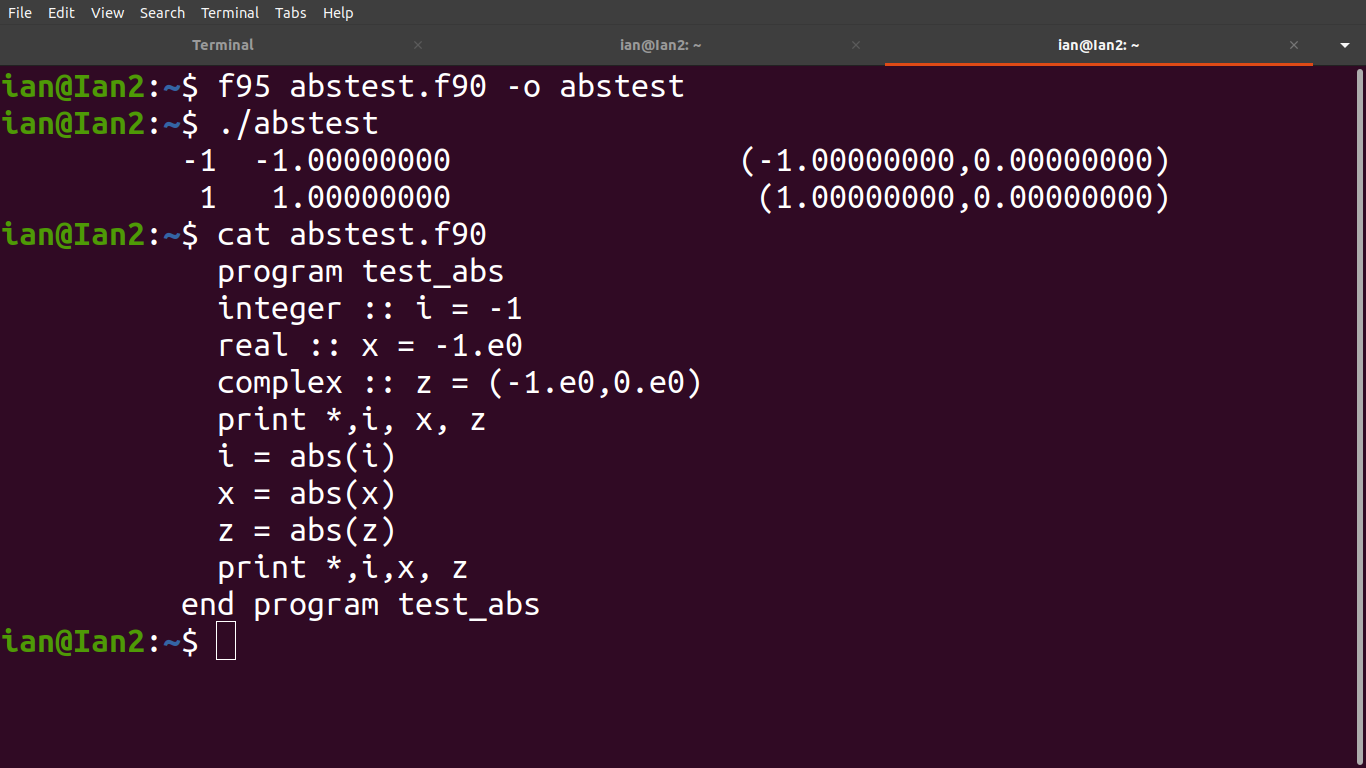 File Edit View Search Terminal Tabs Help
Terminal × ian@Ian2: ~ × ian@Ian2: ~ ×
ian@Ian2:~$ f95 abstest.f90 -o abstest
ian@Ian2:~$ ./abstest
-1 -1.00000000 (-1.00000000,0.00000000)
1 1.00000000 (1.00000000,0.00000000)
ian@Ian2:~$ cat abstest.f90
program test_abs
integer :: i = -1
real :: x = -1.e0
complex :: z = (-1.e0,0.e0)
print *,i, x, z
i = abs(i)
x = abs(x)
z = abs(z)
print *,i,x, z
end program test_abs
ian@Ian2:~$